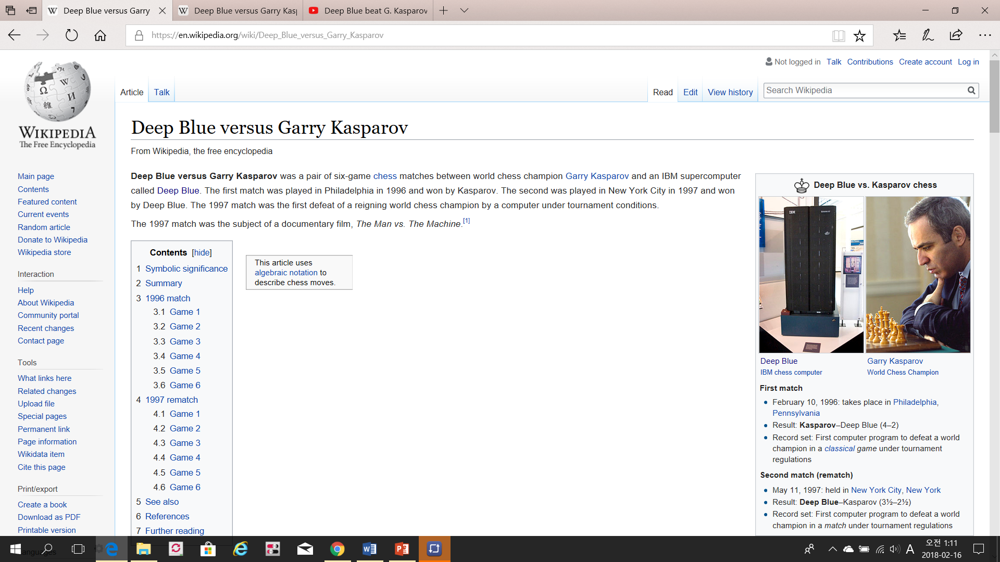 Deep Blue versus Garry
Deep Blue versus Garry Kasp
Deep Blue beat G. Kasparov
https://en.wikipedia.org/wiki/Deep_Blue_versus_Garry_Kasparov
Not logged in Talk Contributions Create account Log in
Article Talk
Read Edit View history
Search Wikipedia
WIKIPEDIA
The Free Encyclopedia
Main page
Contents
Featured content
Current events
Random article
Donate to Wikipedia
Wikipedia store
Interaction
Help
About Wikipedia
Community portal
Recent changes
Contact page
Tools
What links here
Related changes
Upload file
Special pages
Permanent link
Page information
Wikidata item
Cite this page
Print/export
Create a book
Download as PDF
Printable version
Languages
Deep Blue versus Garry Kasparov
From Wikipedia, the free encyclopedia
Deep Blue versus Garry Kasparov was a pair of six-game chess matches between world chess champion Garry Kasparov and an IBM supercomputer
called Deep Blue. The first match was played in Philadelphia in 1996 and won by Kasparov. The second was played in New York City in 1997 and won
by Deep Blue. The 1997 match was the first defeat of a reigning world chess champion by a computer under tournament conditions.
The 1997 match was the subject of a documentary film, The Man vs. The Machine.[1]
Contents [hide]
1 Symbolic significance
2 Summary
3 1996 match
3.1 Game 1
3.2 Game 2
3.3 Game 3
3.4 Game 4
3.5 Game 5
3.6 Game 6
4 1997 rematch
4.1 Game 1
4.2 Game 2
4.3 Game 3
4.4 Game 4
4.5 Game 5
4.6 Game 6
5 See also
6 References
7 Further reading
This article uses
algebraic notation to
describe chess moves.
Deep Blue vs. Kasparov chess
IBM
Deep Blue
IBM chess computer
Garry Kasparov
World Chess Champion
First match
February 10, 1996: takes place in Philadelphia,
Pennsylvania
Result: Kasparov–Deep Blue (4–2)
Record set: First computer program to defeat a world
champion in a classical game under tournament
regulations
Second match (rematch)
May 11, 1997: held in New York City, New York
Result: Deep Blue–Kasparov (3½–2½)
Record set: First computer program to defeat a world
champion in a match under tournament regulations
A
오전 1:11
2018-02-16